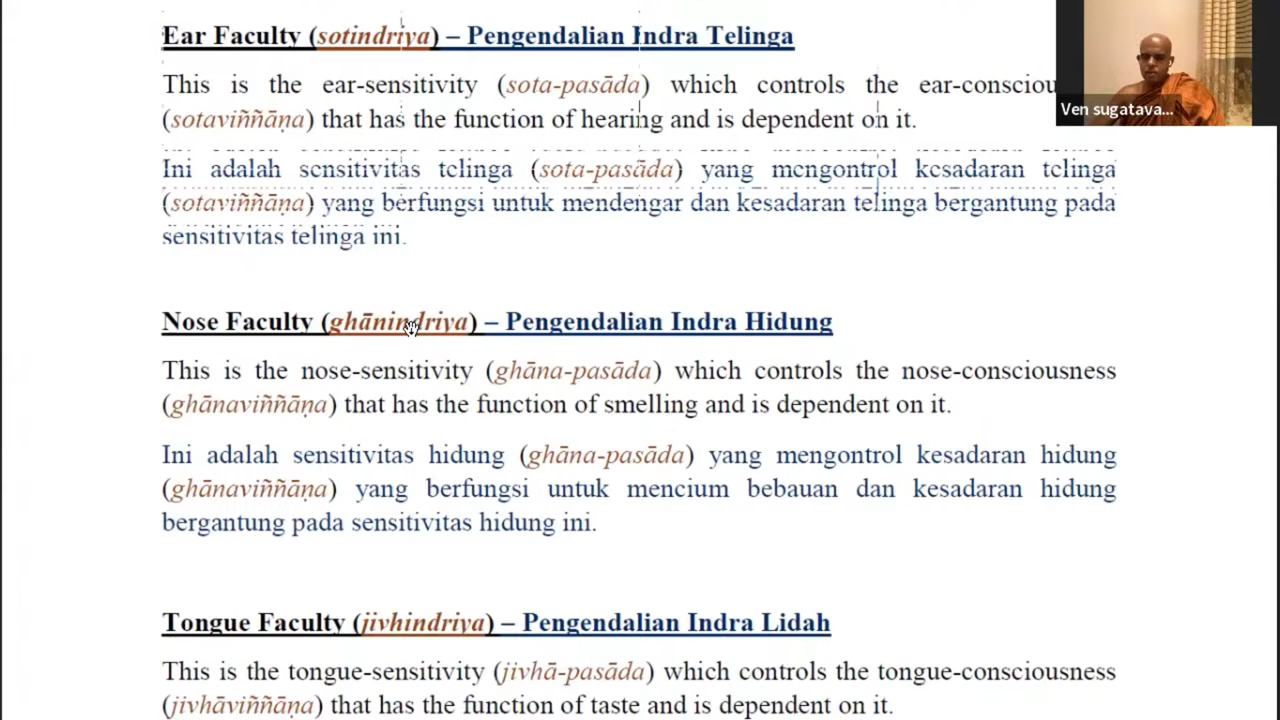 Ear Faculty (sotindriya) – Pengendalian Indra Telinga
This is the ear-sensitivity (sota-pasāda) which controls the
(sotaviññāṇa) that has the function of hearing and is dependent on it.
Ven sugatava...
Ini adalah sensitivitas telinga (sota-pasāda) yang mengontrol kesadaran telinga
(sotaviññāṇa) yang berfungsi untuk mendengar dan kesadaran telinga bergantung pada
sensitivitas telinga ini.
Nose Faculty (ghānindriya) – Pengendalian Indra Hidung
This is the nose-sensitivity (ghāna-pasāda) which controls the nose-consciousness
(ghānaviññāṇa) that has the function of smelling and is dependent on it.
Ini adalah sensitivitas hidung (ghāna-pasāda) yang mengontrol kesadaran hidung
(ghānaviññāṇa) yang berfungsi untuk mencium bebauan dan kesadaran hidung
bergantung pada sensitivitas hidung ini.
Tongue Faculty (jivhindriya) – Pengendalian Indra Lidah
This is the tongue-sensitivity (jivhā-pasāda) which controls the tongue-consciousness
(jivhāviññāṇa) that has the function of taste and is dependent on it.